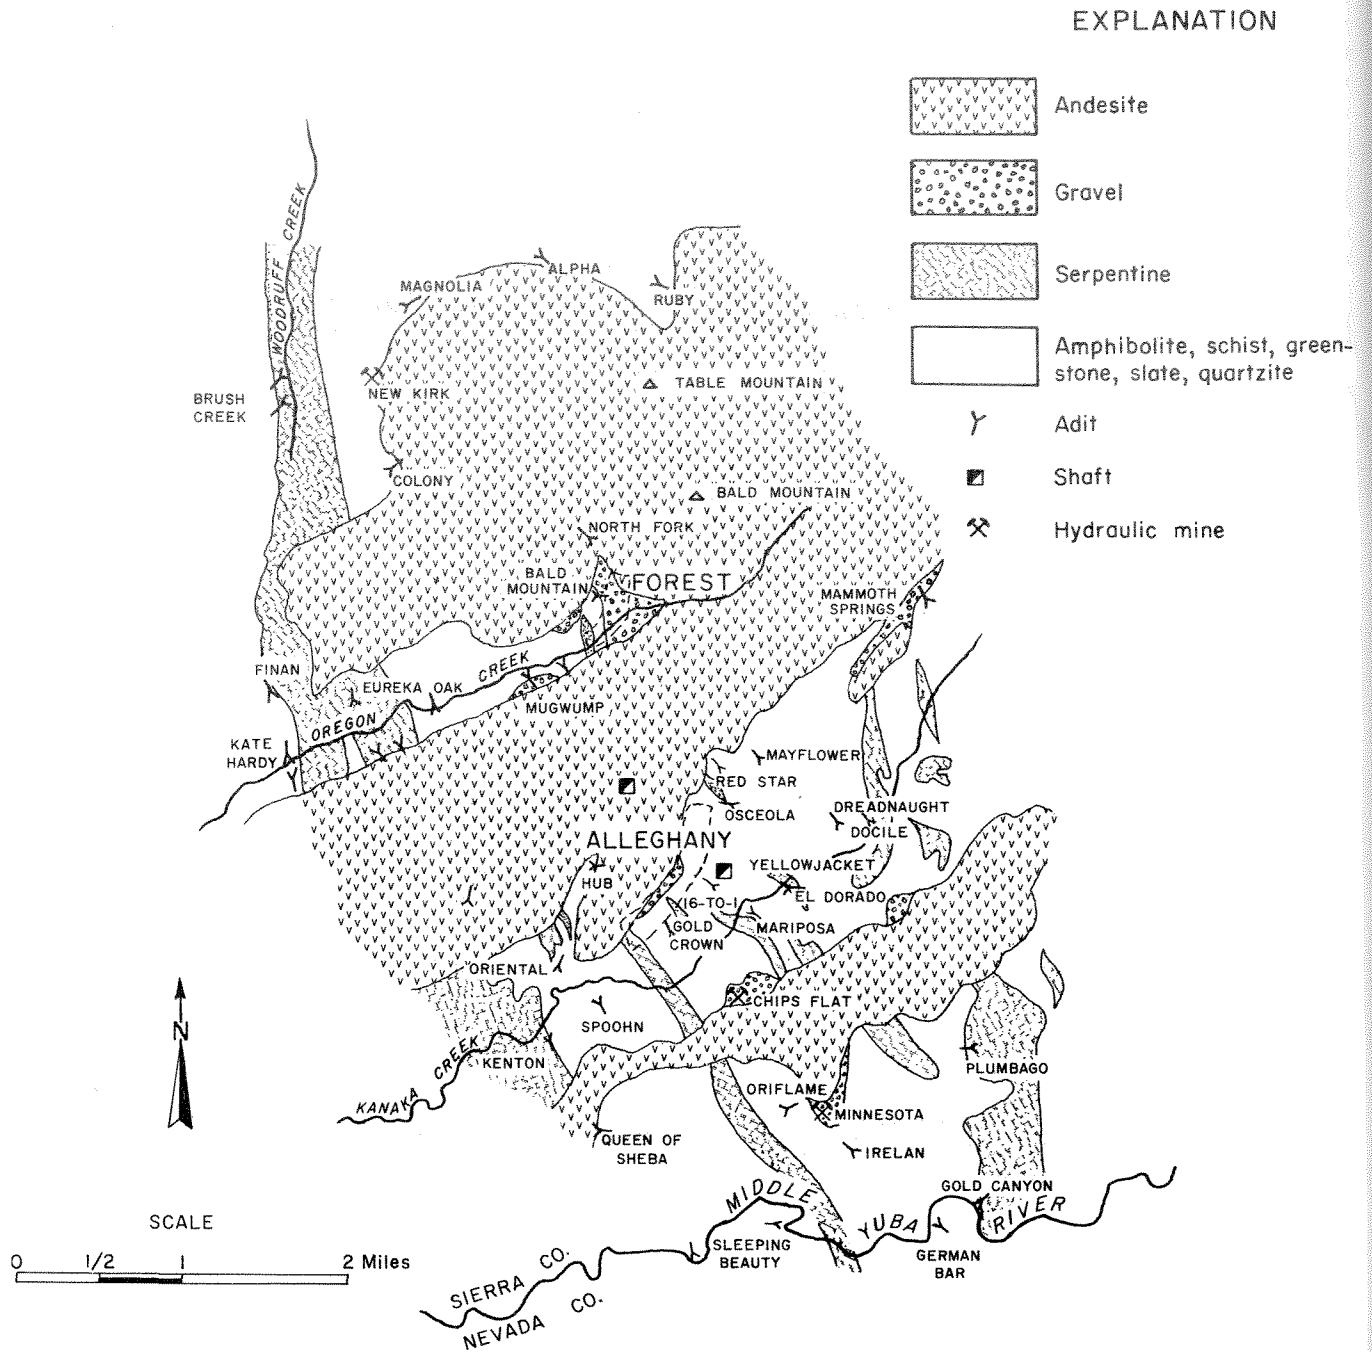 EXPLANATION
Andesite
Gravel
Serpentine
Amphibolite, schist, green-
stone, slate, quartzite
Adit
Shaft
Hydraulic mine
WOODRUFF CREEK
ALPHA
MAGNOLIA
RUBY
TABLE MOUNTAIN
NEW KIRK
BRUSH
CREEK
COLONY
BALD MOUNTAIN
NORTH FORK
BALD
MOUNTAIN
FOREST
MAMMOTH
SPRINGS
FINAN
CREEK
EUREKA OAK
OREGON
MUGWUMP
KATE
HARDY
MAYFLOWER
RED STAR
OSCEOLA
DREADNAUGHT
DOCILE
ALLEGHANY
YELLOWJACKET
HUB
EL DORADO
16-TO-1
GOLD
CROWN
MARIPOSA
ORIENTAL
CHIPS FLAT
N
SPOOHN
KENTON
PLUMBAGO
KANAKA CREEK
ORIFLAME
MINNESOTA
QUEEN OF
SHEBA
IRELAN
GOLD CANYON
MIDDLE YUBA RIVER
SLEEPING
BEAUTY
GERMAN
BAR
SCALE
0 1/2 1 2 Miles
SIERRA CO.
NEVADA CO.